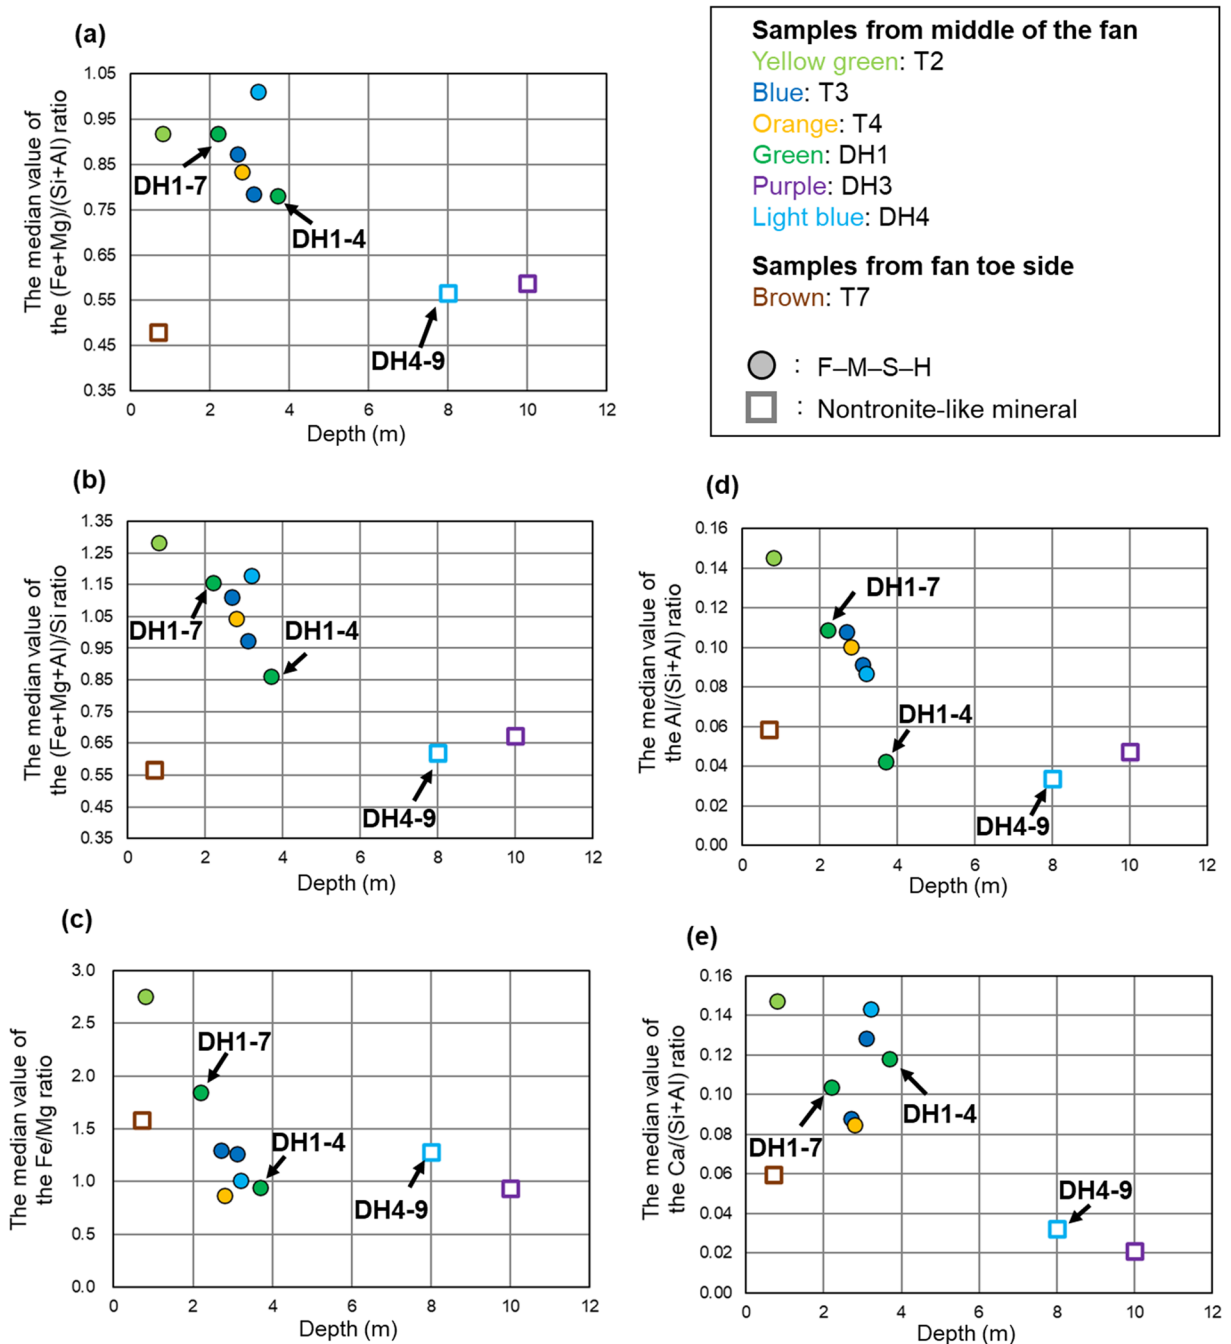 (a)
The median value of
the (Fe+Mg)/(Si+Al) ratio
1.05
0.95
0.85
0.75
0.65
0.55
0.45
0.35
0 2 4 6 8 10 12
Depth (m)
DH1-7
DH1-4
DH4-9
Samples from middle of the fan
Yellow green: T2
Blue: T3
Orange: T4
Green: DH1
Purple: DH3
Light blue: DH4
Samples from fan toe side
Brown: T7
: F–M–S–H
: Nontronite-like mineral
(b)
The median value of
the (Fe+Mg+Al)/Si ratio
1.35
1.25
1.15
1.05
0.95
0.85
0.75
0.65
0.55
0.45
0.35
0 2 4 6 8 10 12
Depth (m)
DH1-7
DH1-4
DH4-9
(d)
The median value of
the Al/(Si+Al) ratio
0.16
0.14
0.12
0.10
0.08
0.06
0.04
0.02
0.00
0 2 4 6 8 10 12
Depth (m)
DH1-7
DH1-4
DH4-9
(c)
The median value of
the Fe/Mg ratio
3.0
2.5
2.0
1.5
1.0
0.5
0.0
0 2 4 6 8 10 12
Depth (m)
DH1-7
DH1-4
DH4-9
(e)
The median value of
the Ca/(Si+Al) ratio
0.16
0.14
0.12
0.10
0.08
0.06
0.04
0.02
0.00
0 2 4 6 8 10 12
Depth (m)
DH1-7
DH1-4
DH4-9